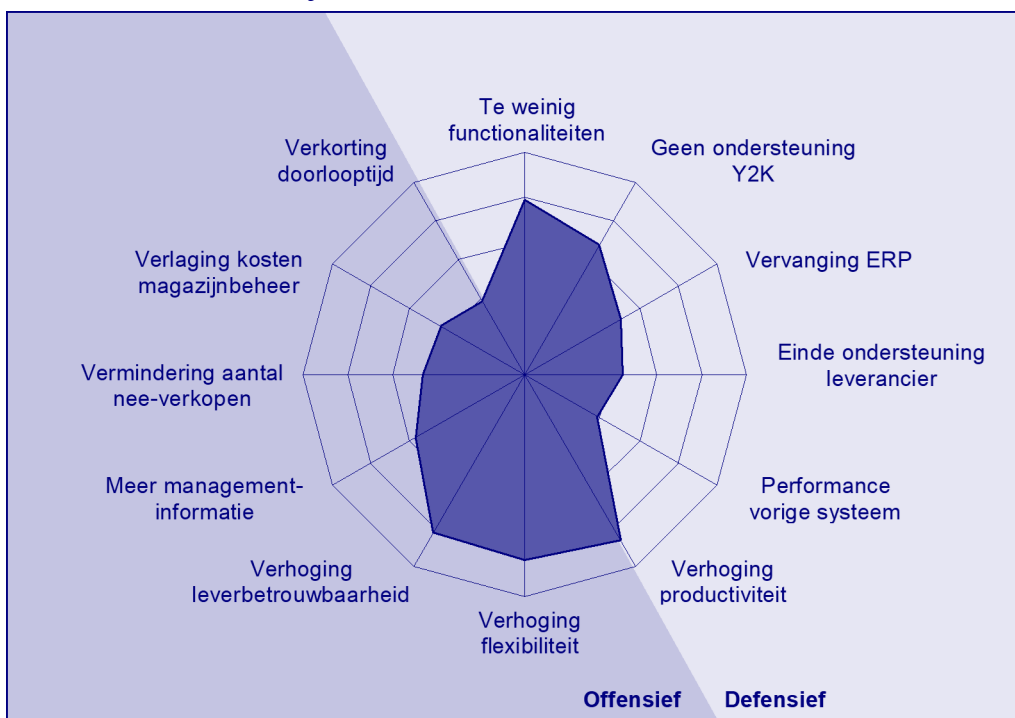 Te weinig
functionaliteiten
Geen ondersteuning
Y2K
Vervanging ERP
Einde ondersteuning
leverancier
Performance
vorige systeem
Verhoging
productiviteit
Verhoging
flexibiliteit
Verhoging
leverbetrouwbaarheid
Meer management-
informatie
Vermindering aantal
nee-verkopen
Verlaging kosten
magazijnbeheer
Verkorting
doorlooptijd
Offensief
Defensief